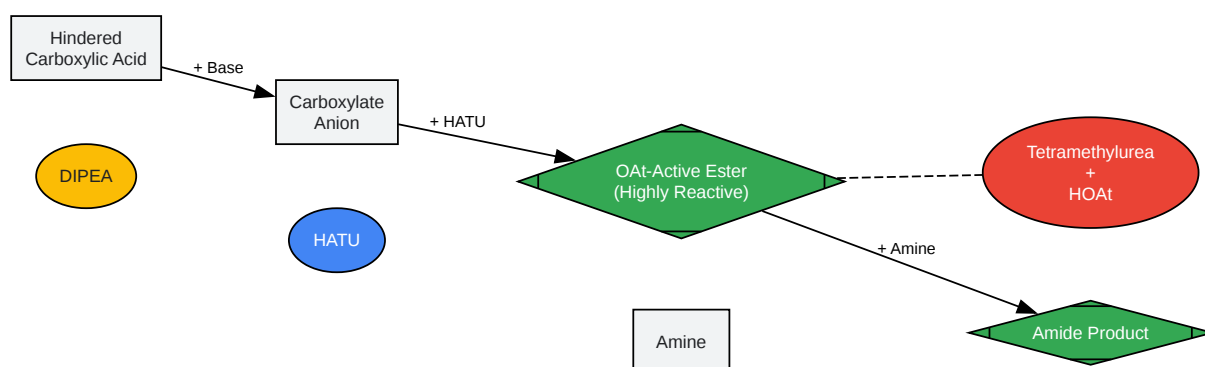 Hindered
Carboxylic Acid
+ Base
Carboxylate
Anion
+ HATU
DIPEA
HATU
OAt-Active Ester
(Highly Reactive)
Tetramethylurea
+
HOAt
+ Amine
Amine
Amide Product